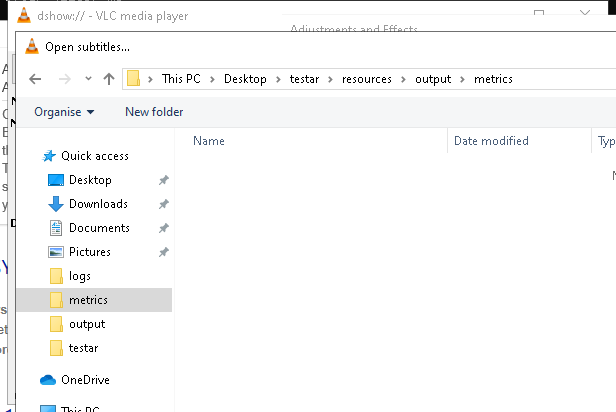 dshow:// - VLC media player
Adjustments and Effects
Open subtitles...
This PC > Desktop > testar > resources > output > metrics
Organise
New folder
Name
Date modified
Typ
Quick access
Desktop
Downloads
Documents
Pictures
logs
metrics
output
testar
OneDrive
This PC